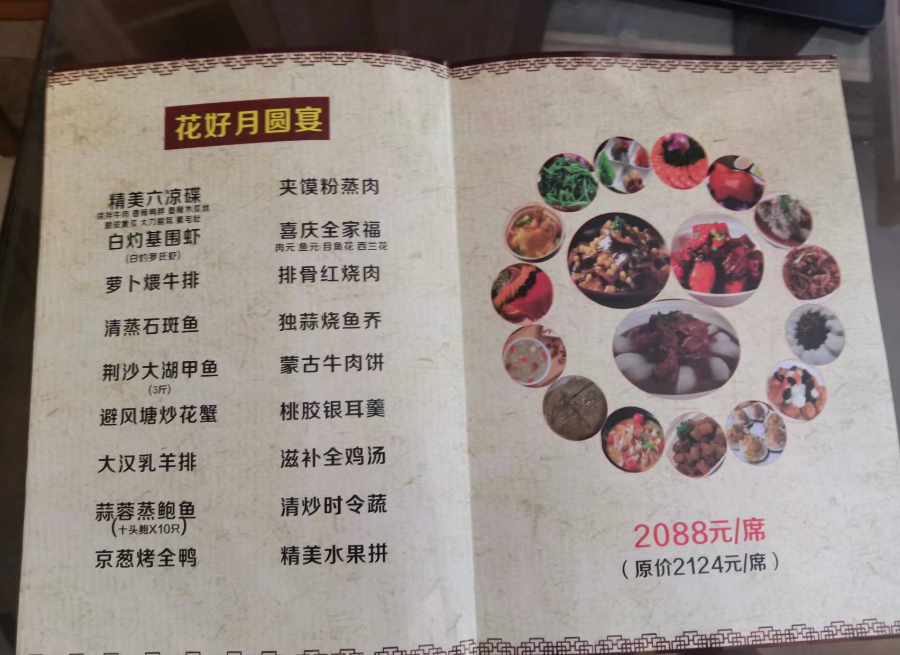 花好月圆宴
精美六凉碟
白灼基围虾
(白灼罗氏虾)
萝卜煨牛排
清蒸石斑鱼
荆沙大湖甲鱼
(3斤)
避风塘炒花蟹
大汉乳羊排
蒜蓉蒸鲍鱼
(十头鲍X10只)
京葱烤全鸭
夹馍粉蒸肉
喜庆全家福
肉元 鱼元 目鱼花 西兰花
排骨红烧肉
独蒜烧鱼乔
蒙古牛肉饼
桃胶银耳羹
滋补全鸡汤
清炒时令蔬
精美水果拼
2088元/席
(原价2124元/席)